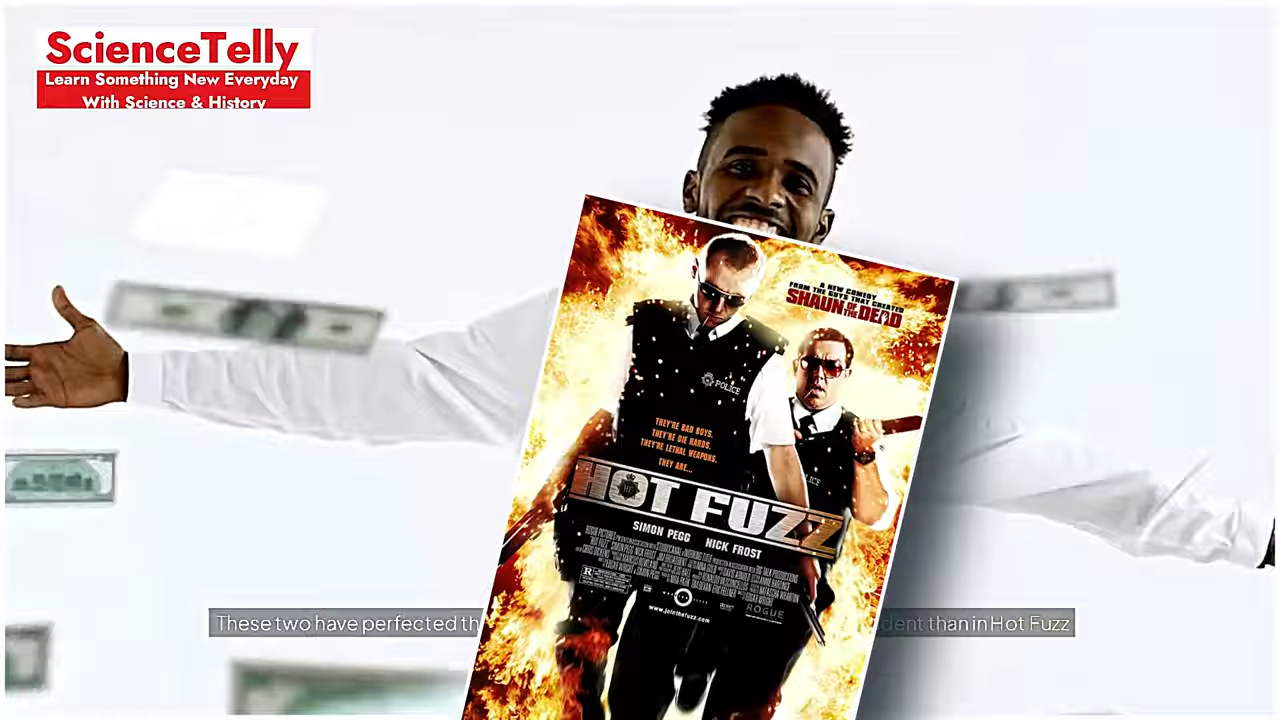 ScienceTelly
Learn Something New Everyday
With Science & History
A NEW COMEDY
FROM THE GUYS THAT CREATED
SHAUN OF
THE DEAD
POLICE
THEY'RE BAD BOYS.
THEY'RE DIE HARDS.
THEY'RE LETHAL WEAPONS.
THEY ARE...
HOT FUZZ
SIMON PEGG NICK FROST
R
www.jointhefuzz.com
ROGUE
These two have perfected th
dent than in Hot Fuzz